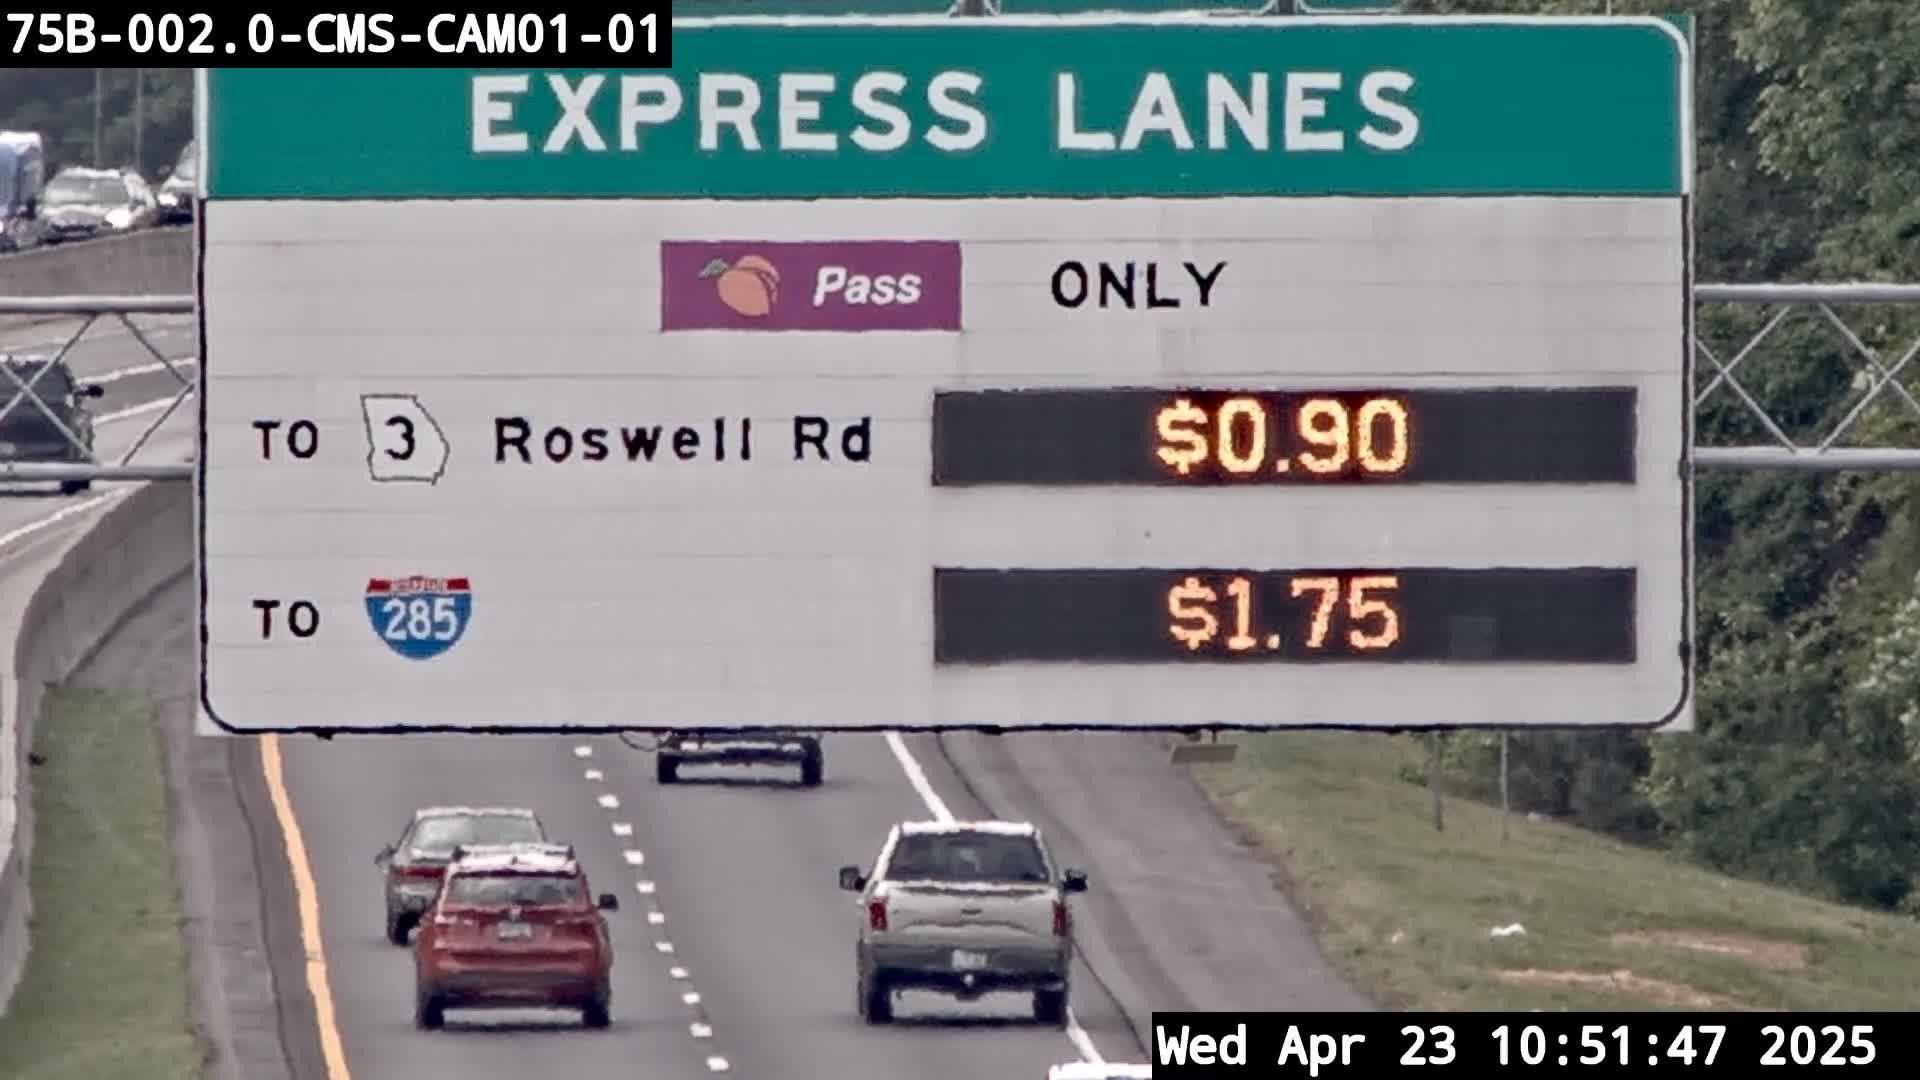 75B-002.0-CMS-CAM01-01
EXPRESS LANES
Pass ONLY
TO 3 Roswell Rd $0.90
TO 285 $1.75
Wed Apr 23 10:51:47 2025